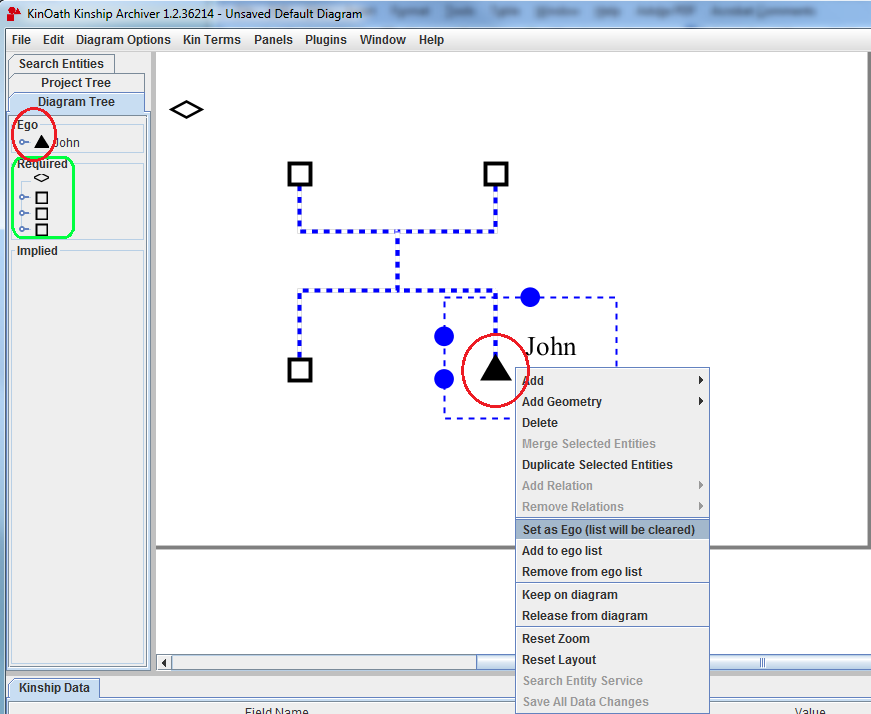 KinOath Kinship Archiver 1.2.36214 - Unsaved Default Diagram
File Edit Diagram Options Kin Terms Panels Plugins Window Help
Search Entities
Project Tree
Diagram Tree
Ego
John
Required
Implied
John
Add
Add Geometry
Delete
Merge Selected Entities
Duplicate Selected Entities
Add Relation
Remove Relations
Set as Ego (list will be cleared)
Add to ego list
Remove from ego list
Keep on diagram
Release from diagram
Reset Zoom
Reset Layout
Search Entity Service
Save All Data Changes
Kinship Data
Field Name Value